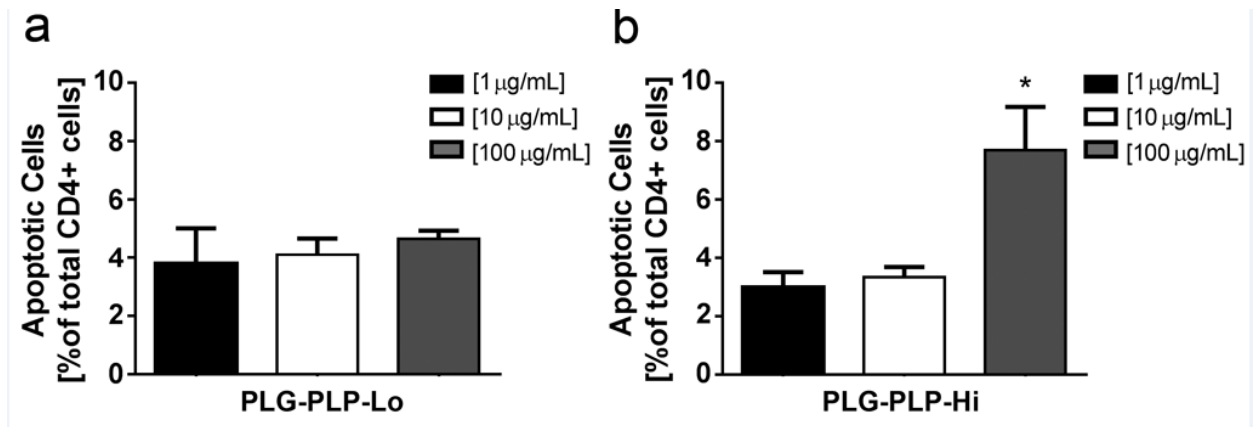 a
Apoptotic Cells
[%of total CD4+ cells]
10
8
6
4
2
0
[1 μg/mL]
[10 μg/mL]
[100 μg/mL]
PLG-PLP-Lo
b
Apoptotic Cells
[%of total CD4+ cells]
10
8
6
4
2
0
*
[1 μg/mL]
[10 μg/mL]
[100 μg/mL]
PLG-PLP-Hi